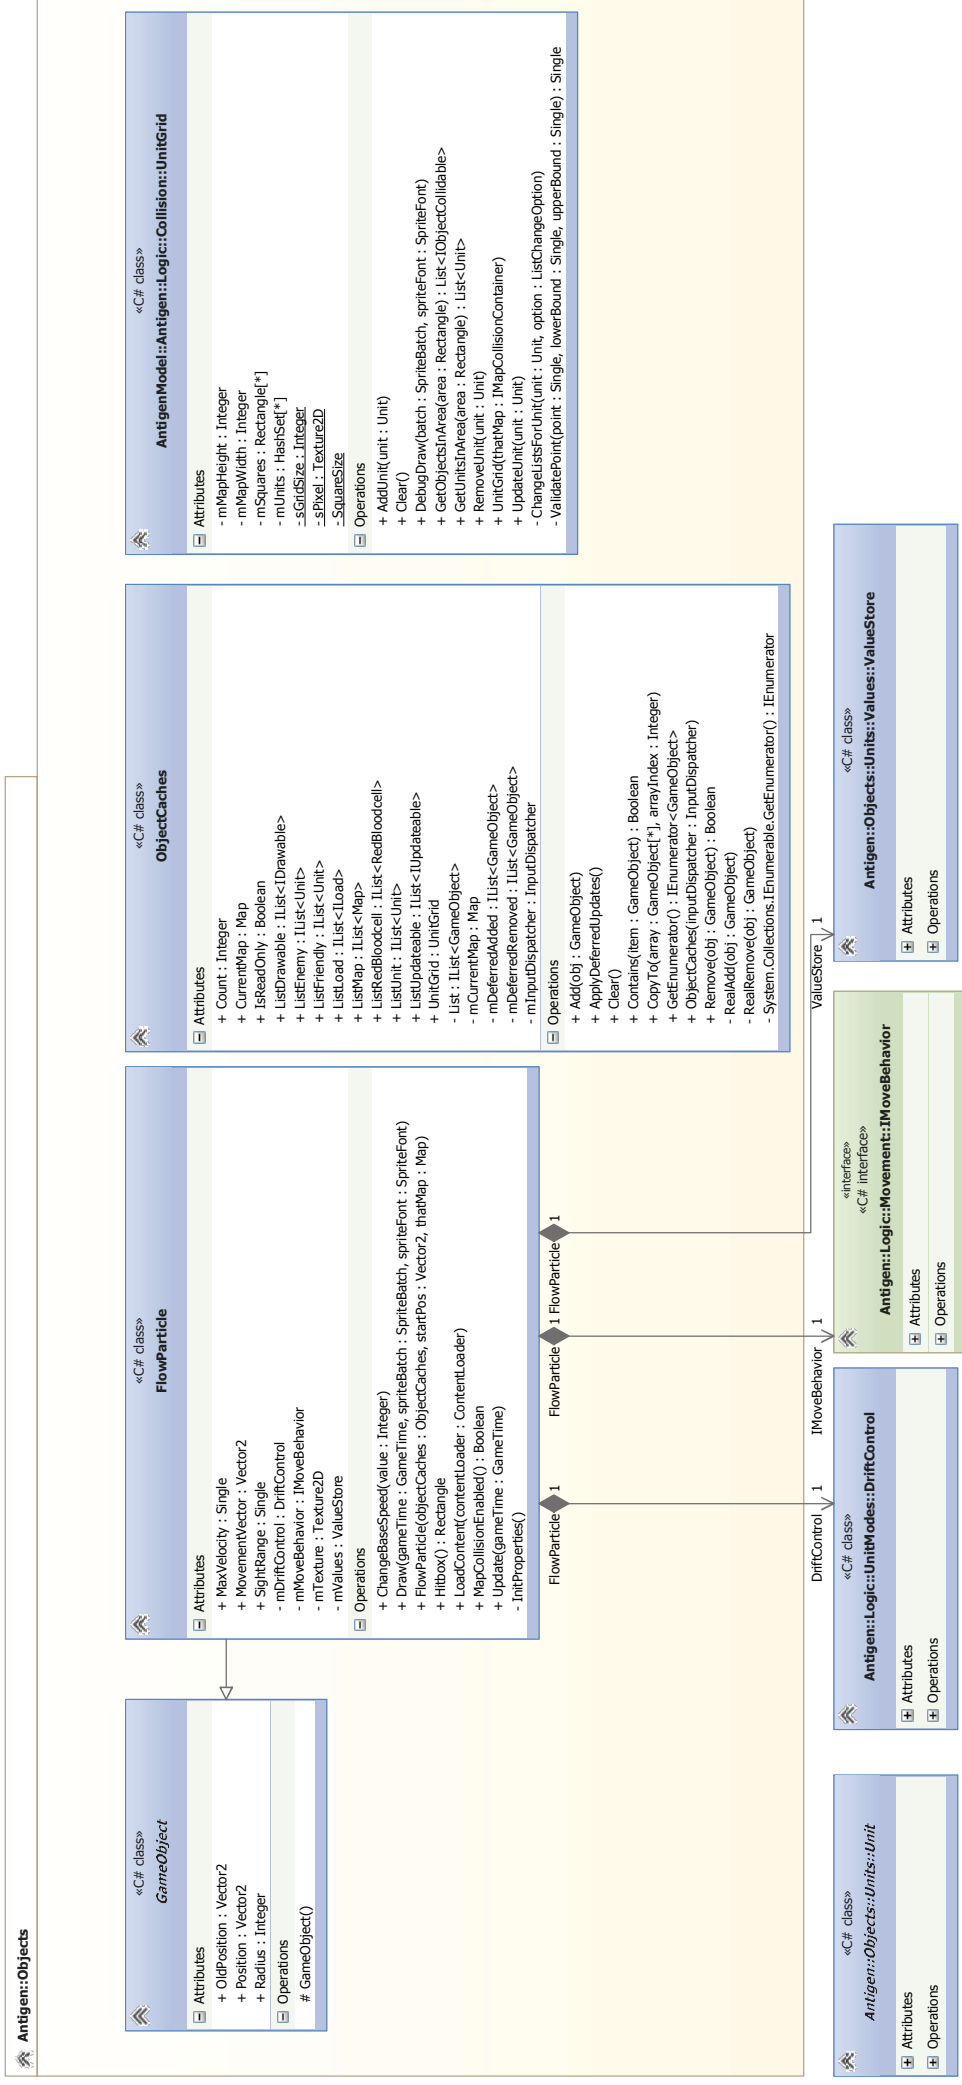 Antigen::Objects
«C# class»
GameObject
Attributes
+ OldPosition : Vector2
+ Position : Vector2
+ Radius : Integer
Operations
# GameObject()
«C# class»
FlowParticle
Attributes
+ MaxVelocity : Single
+ MovementVector : Vector2
+ SightRange : Single
- mDriftControl : DriftControl
- mMoveBehavior : IMoveBehavior
- mTexture : Texture2D
- mValues : ValueStore
Operations
+ ChangeBaseSpeed(value : Integer)
+ Draw(gameTime : GameTime, spriteBatch : SpriteBatch, spriteFont : SpriteFont)
+ FlowParticle(objectCaches : ObjectCaches, startPos : Vector2, thatMap : Map)
+ Hitbox() : Rectangle
+ LoadContent(contentLoader : ContentLoader)
+ MapCollisionEnabled() : Boolean
+ Update(gameTime : GameTime)
- InitProperties()
«C# class»
ObjectCaches
Attributes
+ Count : Integer
+ CurrentMap : Map
+ IsReadOnly : Boolean
+ ListDrawable : IList<IDrawable>
+ ListEnemy : IList<Unit>
+ ListFriendly : IList<Unit>
+ ListLoad : IList<ILoad>
+ ListMap : IList<Map>
+ ListRedBloodcell : IList<RedBloodcell>
+ ListUnit : IList<Unit>
+ ListUpdateable : IList<IUpdateable>
+ UnitGrid : UnitGrid
- List : IList<GameObject>
- mCurrentMap : Map
- mDeferredAdded : IList<GameObject>
- mDeferredRemoved : IList<GameObject>
- mInputDispatcher : InputDispatcher
Operations
+ Add(obj : GameObject)
+ ApplyDeferredUpdates()
+ Clear()
+ Contains(item : GameObject) : Boolean
+ CopyTo(array : GameObject[*], arrayIndex : Integer)
+ GetEnumerator() : IEnumerator<GameObject>
+ ObjectCaches(inputDispatcher : InputDispatcher)
+ Remove(obj : GameObject) : Boolean
- RealAdd(obj : GameObject)
- RealRemove(obj : GameObject)
- System.Collections.IEnumerable.GetEnumerator() : IEnumerator
«C# class»
AntigenModel::Antigen::Logic::Collision::UnitGrid
Attributes
- mMapHeight : Integer
- mMapWidth : Integer
- mSquares : Rectangle[*]
- mUnits : HashSet[*]
- sGridSize : Integer
- sPixel : Texture2D
- SquareSize
Operations
+ AddUnit(unit : Unit)
+ Clear()
+ DebugDraw(batch : SpriteBatch, spriteFont : SpriteFont)
+ GetObjectsInArea(area : Rectangle) : List<IObjectCollidable>
+ GetUnitsInArea(area : Rectangle) : List<Unit>
+ RemoveUnit(unit : Unit)
+ UnitGrid(thatMap : IMapCollisionContainer)
+ UpdateUnit(unit : Unit)
- ChangeListsForUnit(unit : Unit, option : ListChangeOption)
- ValidatePoint(point : Single, lowerBound : Single, upperBound : Single) : Single
FlowParticle 1
FlowParticle 1
FlowParticle 1
DriftControl 1
IMoveBehavior 1
ValueStore 1
«C# class»
Antigen::Objects::Units::Unit
Attributes
Operations
«C# class»
Antigen::Logic::UnitModes::DriftControl
Attributes
Operations
«interface»
«C# interface»
Antigen::Logic::Movement::IMoveBehavior
Attributes
Operations
«C# class»
Antigen::Objects::Units::Values::ValueStore
Attributes
Operations